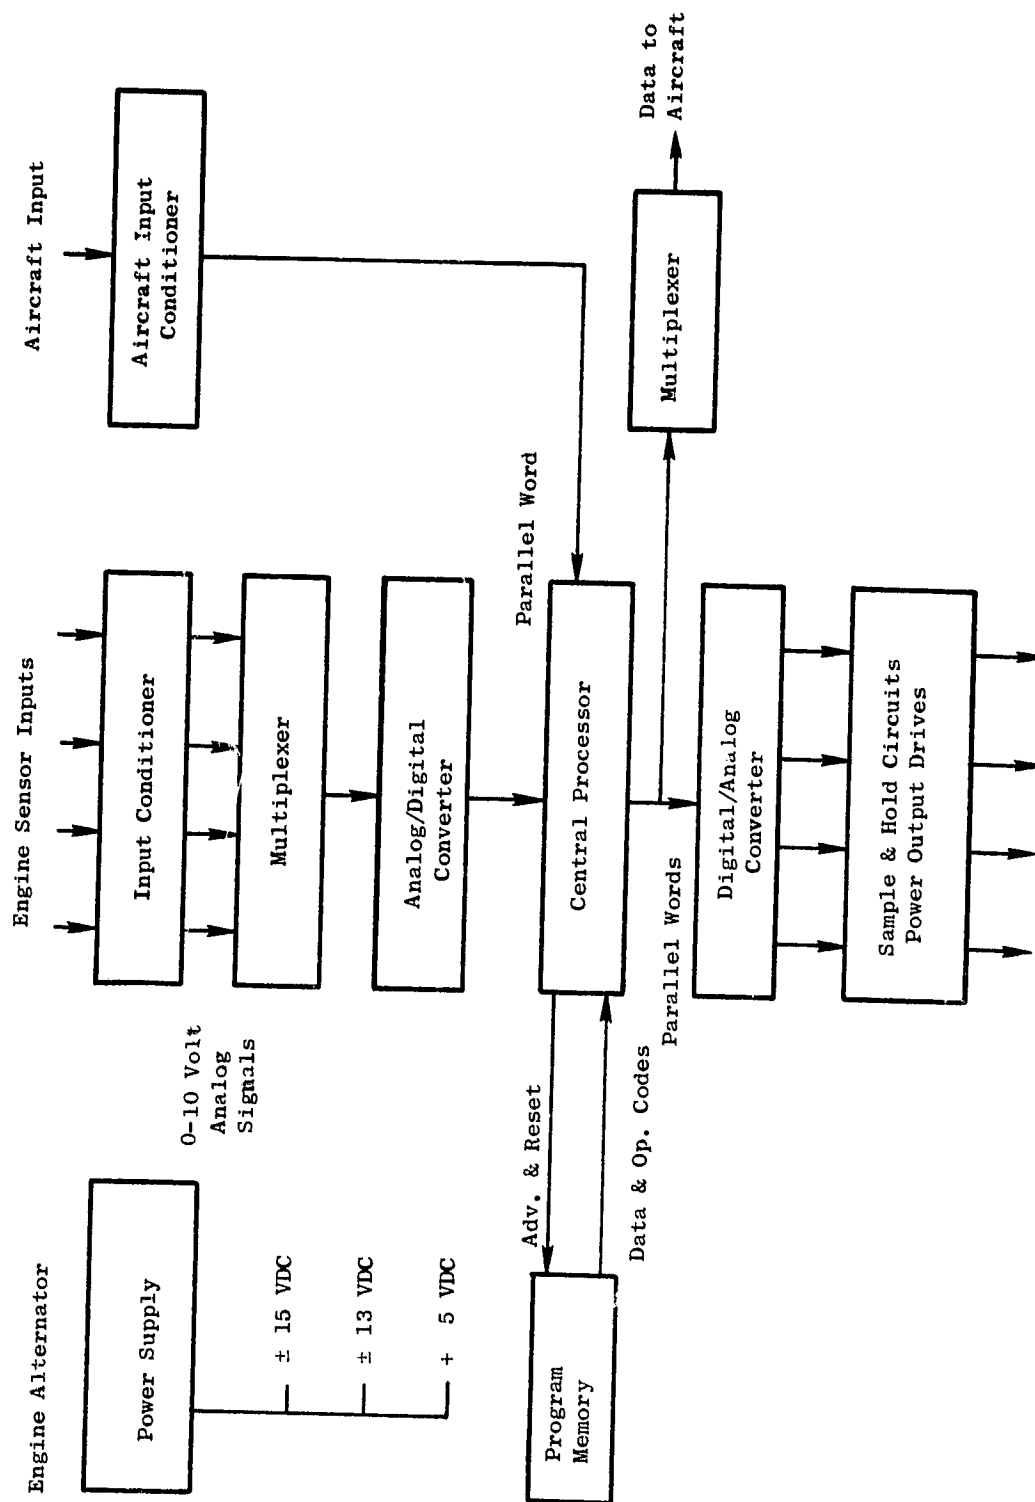 Engine Alternator
Power Supply
± 15 VDC
± 13 VDC
+ 5 VDC
Engine Sensor Inputs
Input Conditioner
0-10 Volt
Analog
Signals
Multiplexer
Analog/Digital
Converter
Aircraft Input
Aircraft Input
Conditioner
Parallel Word
Central Processor
Adv. & Reset
Data & Op. Codes
Program
Memory
Parallel Words
Multiplexer
Data to
Aircraft
Digital/Analog
Converter
Sample & Hold Circuits
Power Output Drives